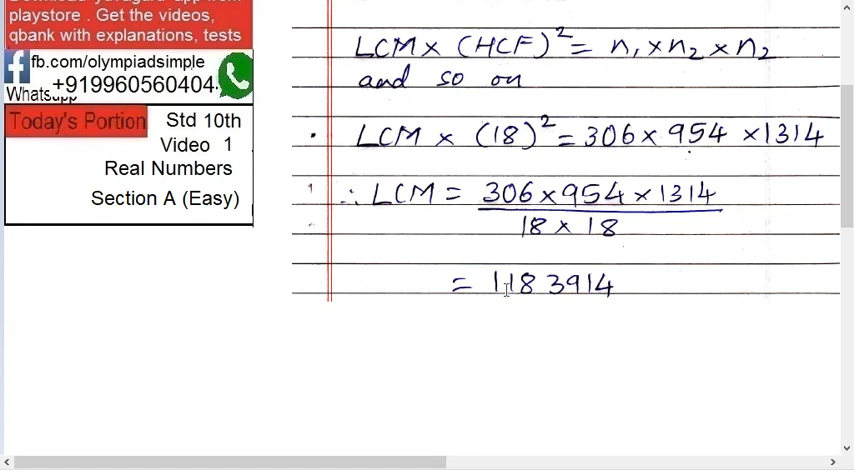 playstore . Get the videos,
qbank with explanations, tests
fb.com/olympiadsimple
Whatsupp +919960560404
Today's Portion Std 10th
Video 1
Real Numbers
Section A (Easy)
LCM × (HCF)² = n₁ × n₂ × n₂
and so on
LCM × (18)² = 306 × 954 × 1314
∴ LCM = 306 × 954 × 1314
18 × 18
= 1183914